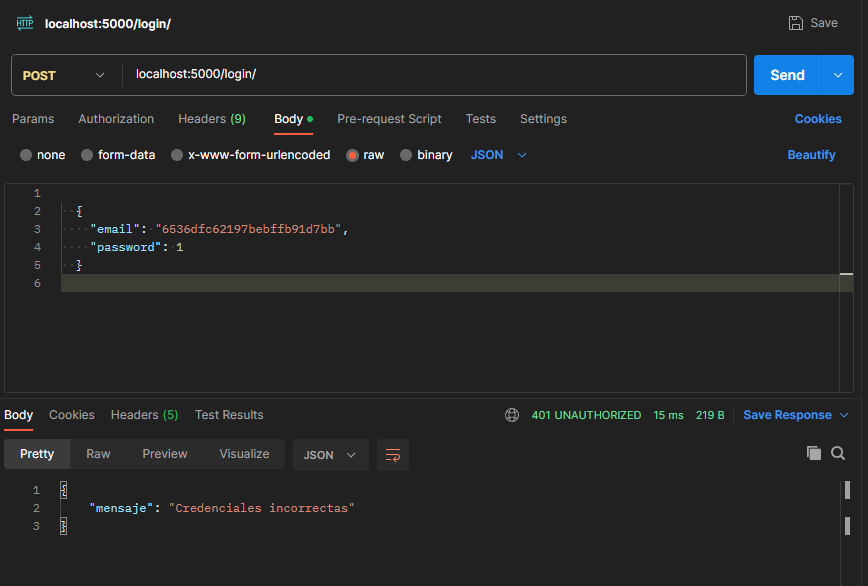 HTTP localhost:5000/login/ Save
POST localhost:5000/login/ Send
Params Authorization Headers (9) Body Pre-request Script Tests Settings Cookies
none form-data x-www-form-urlencoded raw binary JSON Beautify
1
2 {
3 "email": "6536dfc62197bebffb91d7bb",
4 "password": 1
5 }
6
Body Cookies Headers (5) Test Results 401 UNAUTHORIZED 15 ms 219 B Save Response
Pretty Raw Preview Visualize JSON
1 {
2 "mensaje": "Credenciales incorrectas"
3 }